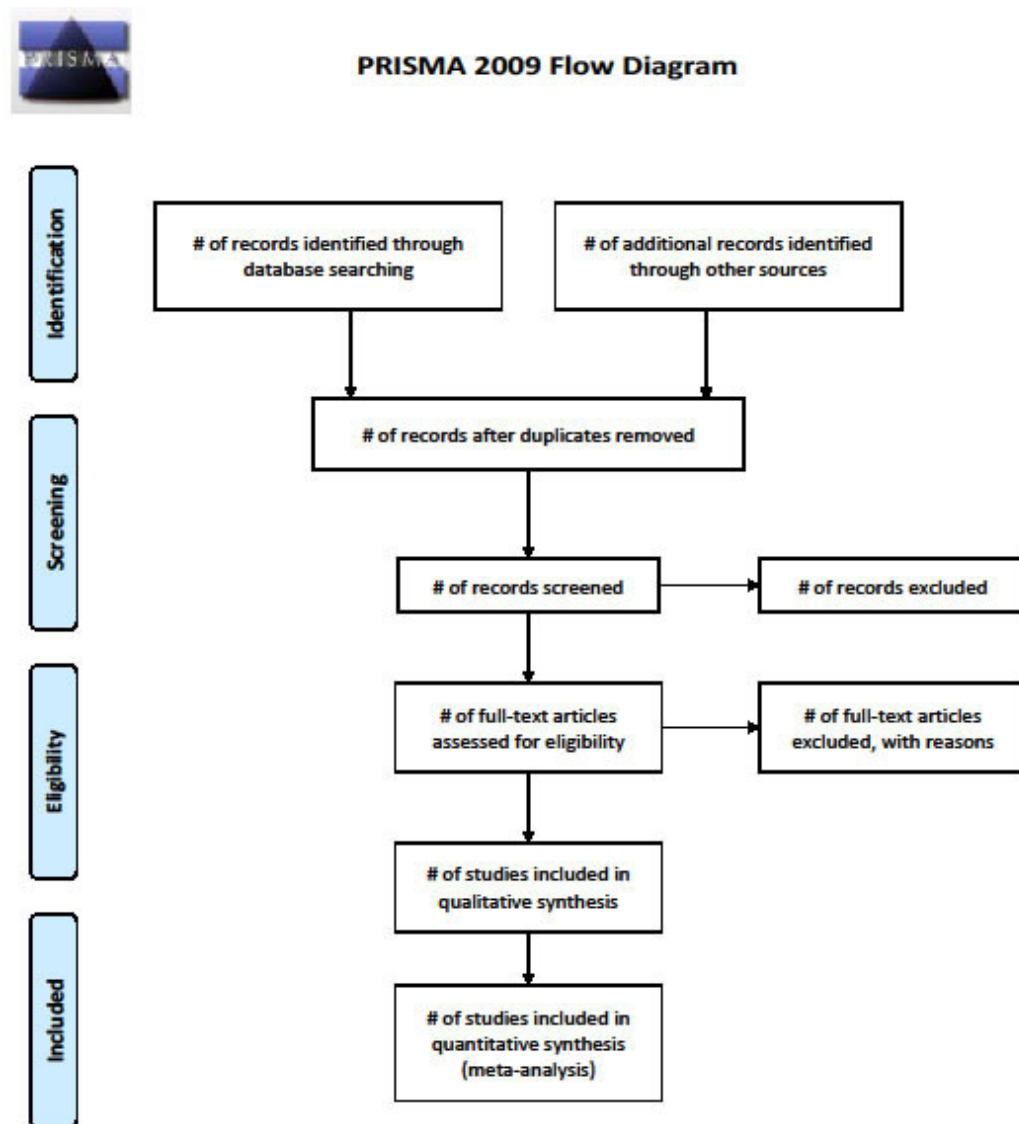 PRISMA
PRISMA 2009 Flow Diagram
Identification
# of records identified through
database searching
# of additional records identified
through other sources
# of records after duplicates removed
Screening
# of records screened
# of records excluded
Eligibility
# of full-text articles
assessed for eligibility
# of full-text articles
excluded, with reasons
# of studies included in
qualitative synthesis
Included
# of studies included in
quantitative synthesis
(meta-analysis)